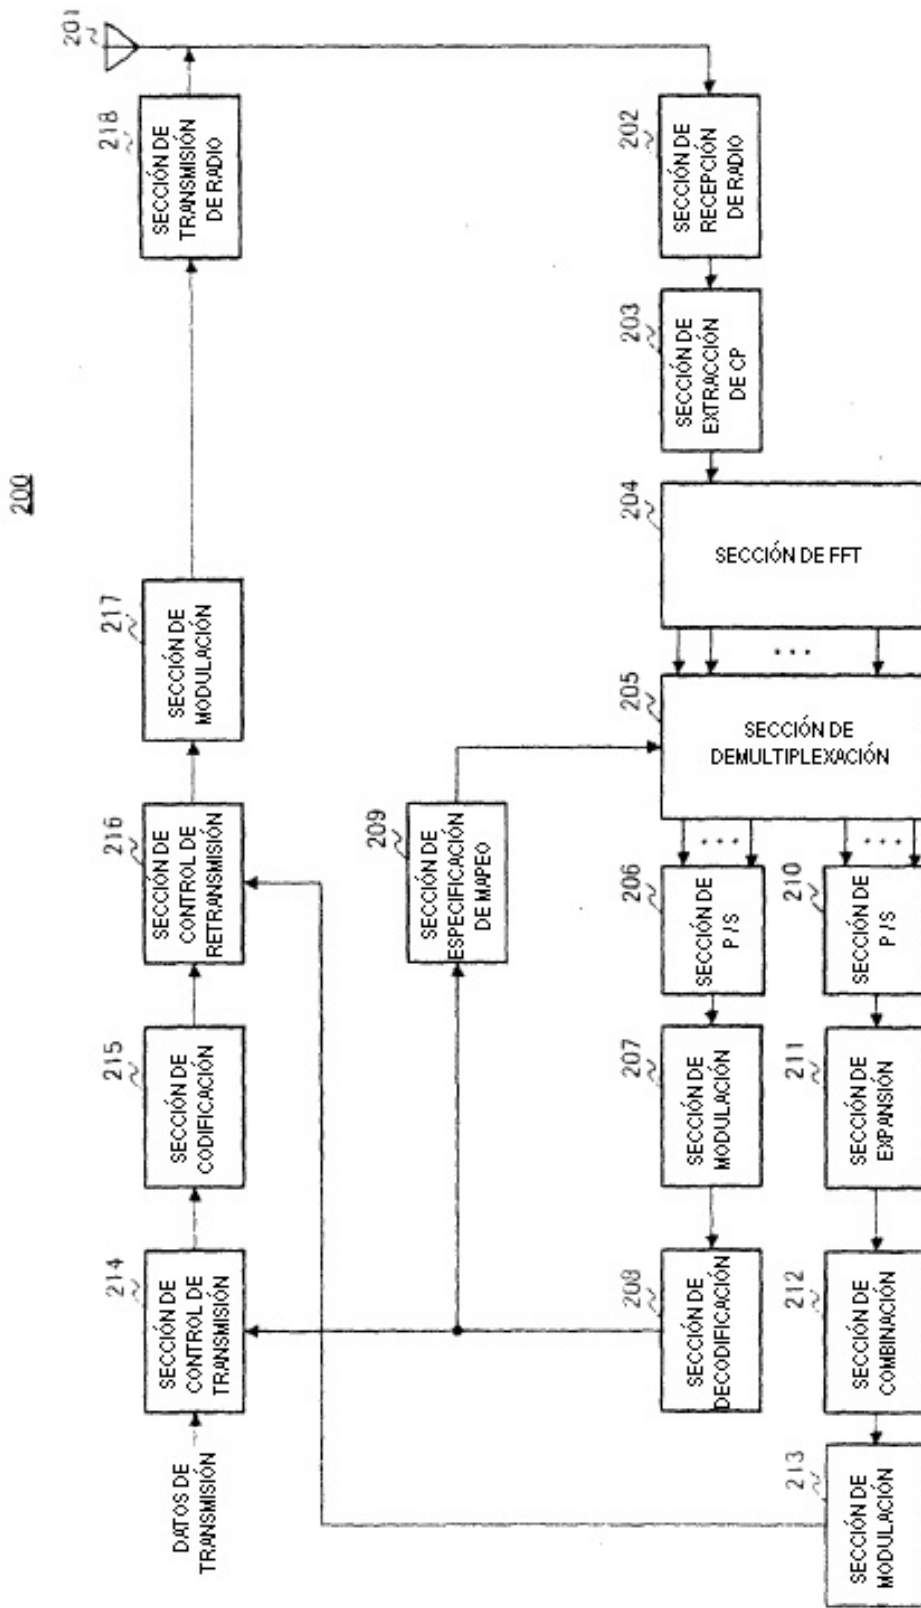 200
201
218
SECCIÓN DE
TRANSMISIÓN
DE RADIO
217
SECCIÓN DE
MODULACIÓN
216
SECCIÓN DE
CONTROL DE
RETRANSMISIÓN
215
SECCIÓN DE
CODIFICACIÓN
214
SECCIÓN DE
CONTROL DE
TRANSMISIÓN
DATOS DE
TRANSMISIÓN
209
SECCIÓN DE
ESPECIFICACIÓN
DE MAPEO
202
SECCIÓN DE
RECEPCIÓN
DE RADIO
203
SECCIÓN DE
EXTRACCIÓN
DE CP
204
SECCIÓN DE FFT
205
SECCIÓN DE
DEMULTIPLEXACIÓN
206
SECCIÓN DE
P / S
207
SECCIÓN DE
MODULACIÓN
208
SECCIÓN DE
DECODIFICACIÓN
210
SECCIÓN DE
P / S
211
SECCIÓN DE
EXPANSIÓN
212
SECCIÓN DE
COMBINACIÓN
213
SECCIÓN DE
MODULACIÓN